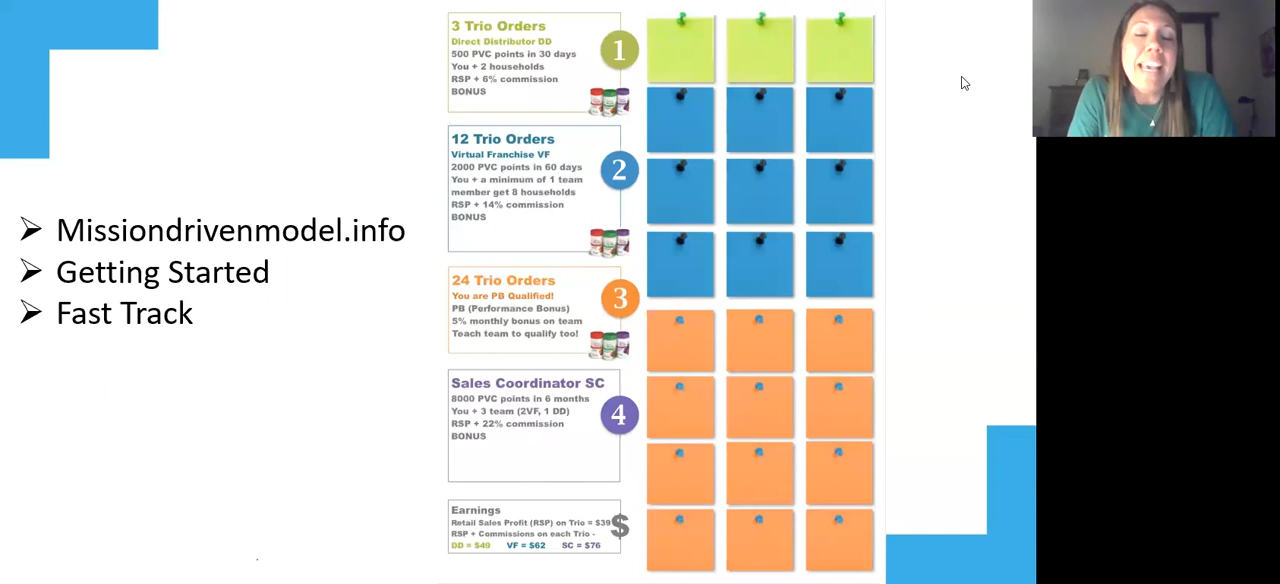 Missiondrivenmodel.info
Getting Started
Fast Track
3 Trio Orders
Direct Distributor DD
500 PVC points in 30 days
You + 2 households
RSP + 6% commission
BONUS
1
12 Trio Orders
Virtual Franchise VF
2000 PVC points in 60 days
You + a minimum of 1 team
member get 8 households
RSP + 14% commission
BONUS
2
24 Trio Orders
You are PB Qualified!
PB (Performance Bonus)
5% monthly bonus on team
Teach team to qualify too!
3
Sales Coordinator SC
8000 PVC points in 6 months
You + 3 team (2VF, 1 DD)
RSP + 22% commission
BONUS
4
Earnings
Retail Sales Profit (RSP) on Trio = $39
RSP + Commissions on each Trio -
DD = $49 VF = $62 SC = $76
$